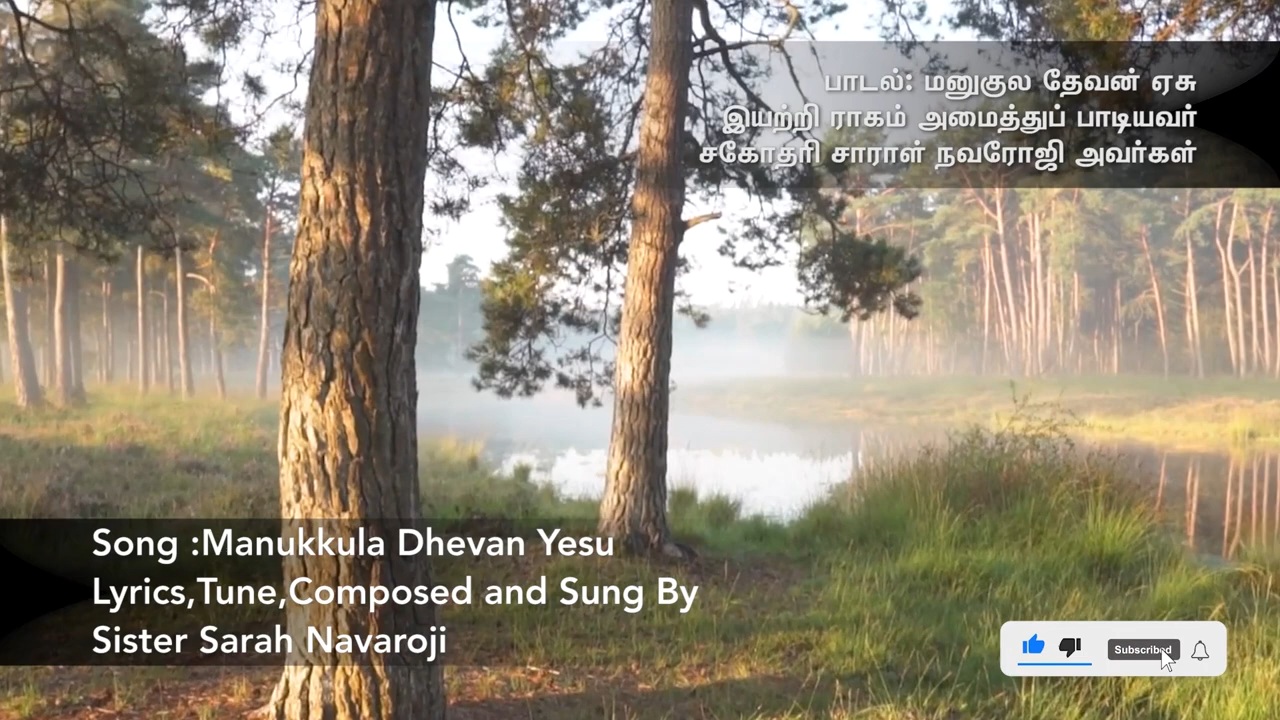 பாடல்: மனுகுல தேவன் ஏசு
இயற்றி ராகம் அமைத்துப் பாடியவர்
சகோதரி சாராள் நவரோஜி அவர்கள்
Song :Manukkula Dhevan Yesu
Lyrics,Tune,Composed and Sung By
Sister Sarah Navaroji
Subscribed